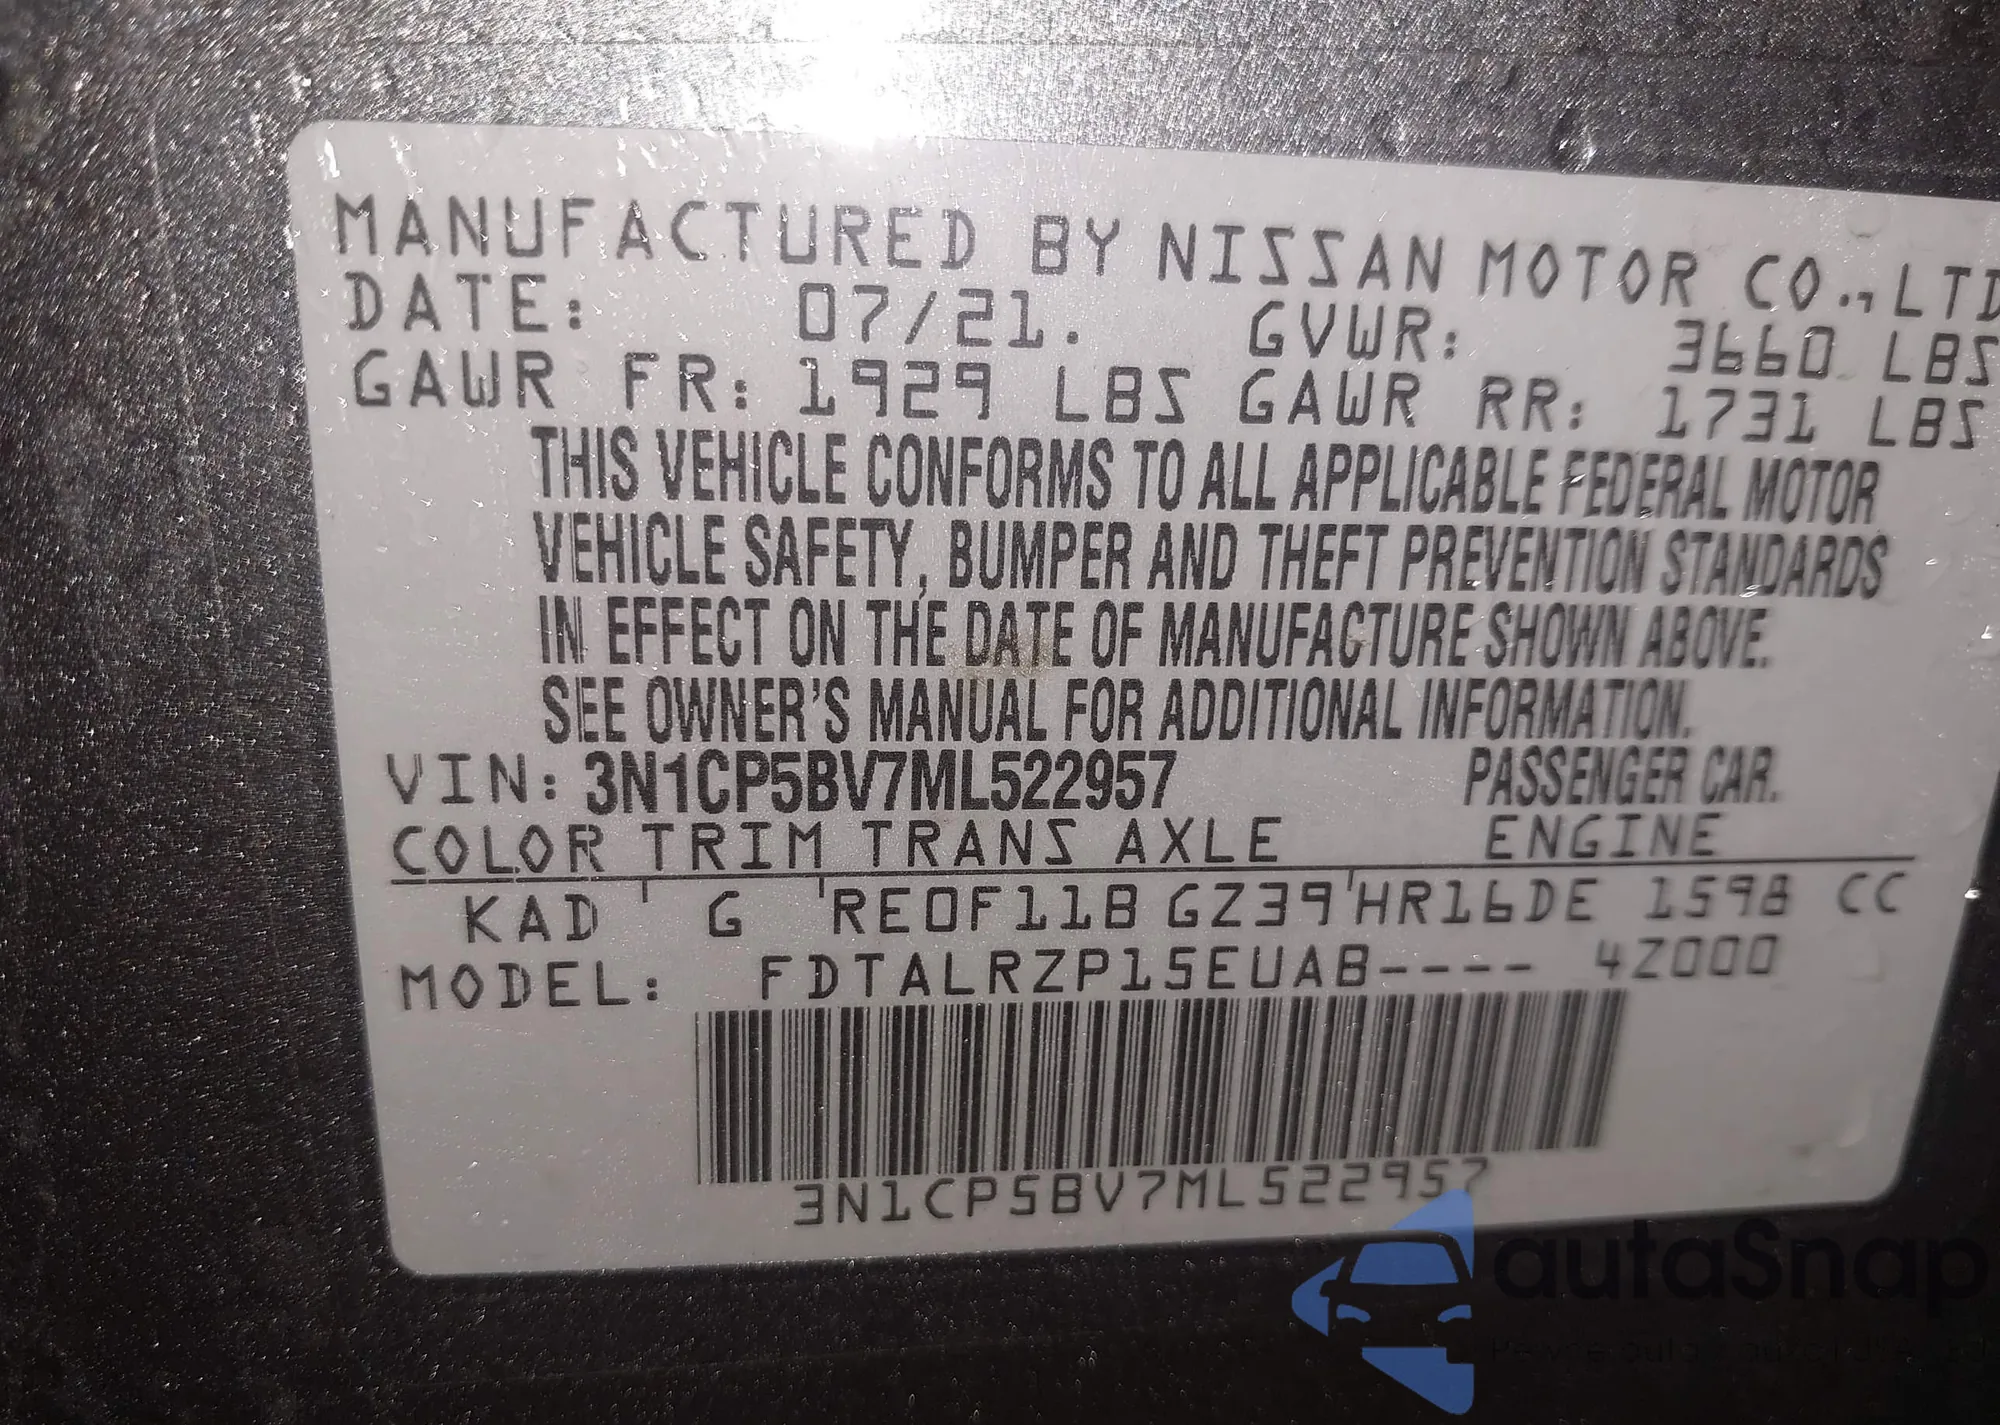 MANUFACTURED BY NISSAN MOTOR CO., LTD
DATE: 07/21. GVWR: 3660 LBS
GAWR FR: 1929 LBS GAWR RR: 1731 LBS
THIS VEHICLE CONFORMS TO ALL APPLICABLE FEDERAL MOTOR
VEHICLE SAFETY, BUMPER AND THEFT PREVENTION STANDARDS
IN EFFECT ON THE DATE OF MANUFACTURE SHOWN ABOVE.
SEE OWNER'S MANUAL FOR ADDITIONAL INFORMATION.
VIN: 3N1CP5BV7ML522957 PASSENGER CAR.
COLOR TRIM TRANS AXLE ENGINE
KAD G RE0F11B GZ39 HR16DE 1598 CC
MODEL: FDTALRZP15EUAB---- 4Z000
3N1CP5BV7ML522957
autaSnap